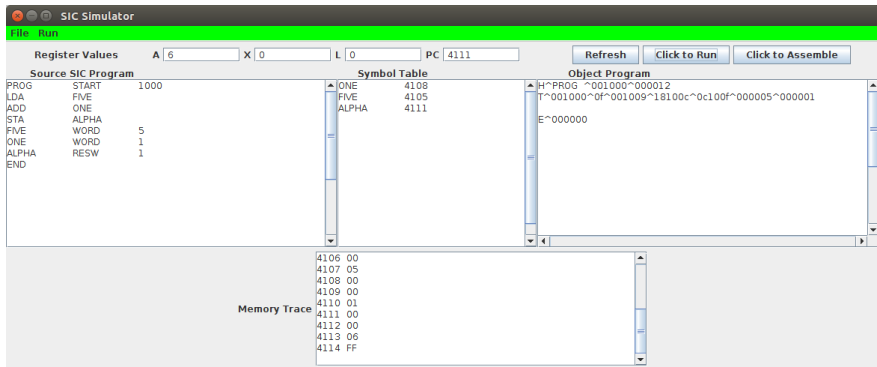 SIC Simulator
File Run
Register Values A 6 X 0 L 0 PC 4111 Refresh Click to Run Click to Assemble
Source SIC Program Symbol Table Object Program
PROG START 1000
LDA FIVE
ADD ONE
STA ALPHA
FIVE WORD 5
ONE WORD 1
ALPHA RESW 1
END
ONE 4108
FIVE 4105
ALPHA 4111
H^PROG ^001000^000012
T^001000^0f^001009^18100c^0c100f^000005^000001
E^000000
Memory Trace
4106 00
4107 05
4108 00
4109 00
4110 01
4111 00
4112 00
4113 06
4114 FF